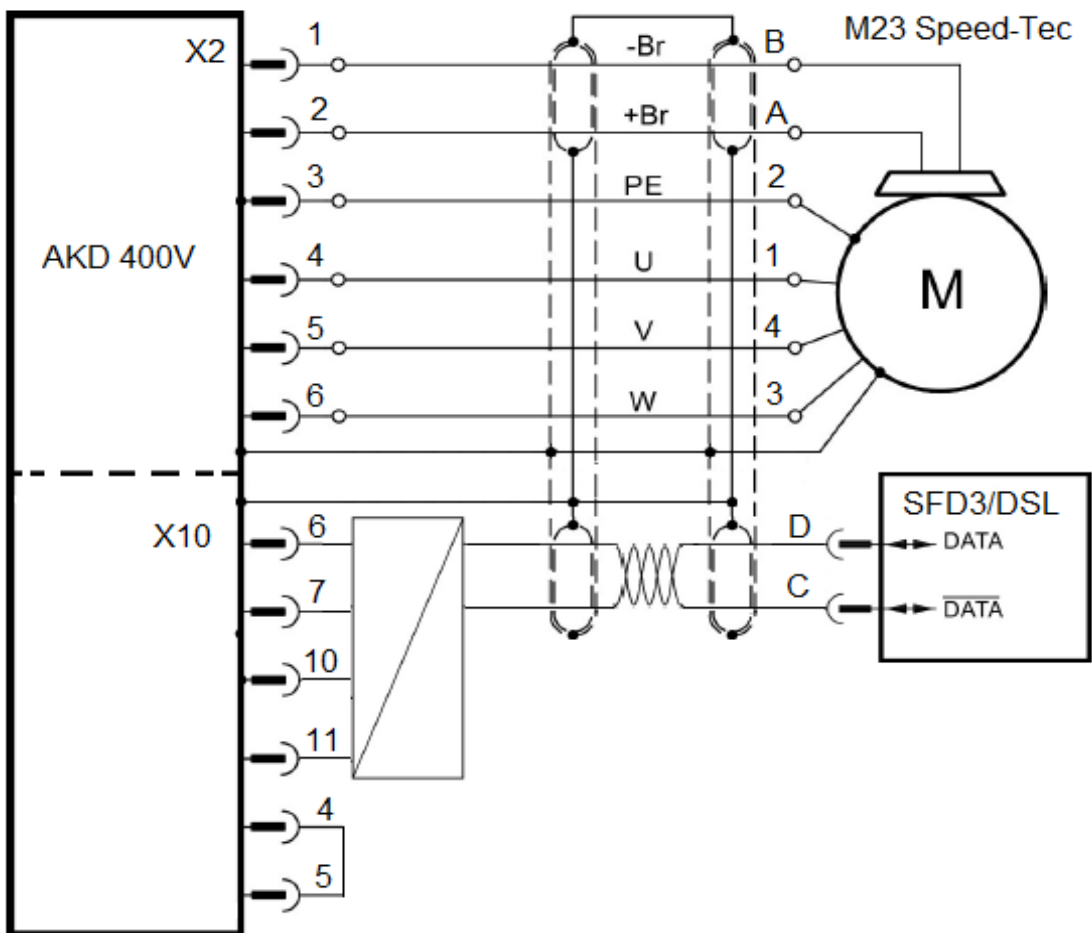 M23 Speed-Tec
X2
1
-Br
B
2
+Br
A
3
PE
2
AKD 400V
4
U
1
M
5
V
4
6
W
3
X10
6
D
SFD3/DSL
DATA
7
C
DATA
10
11
4
5